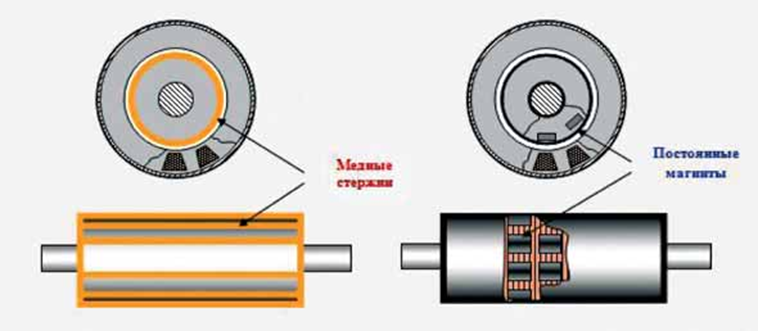 Медные
стержни
Постоянные
магниты